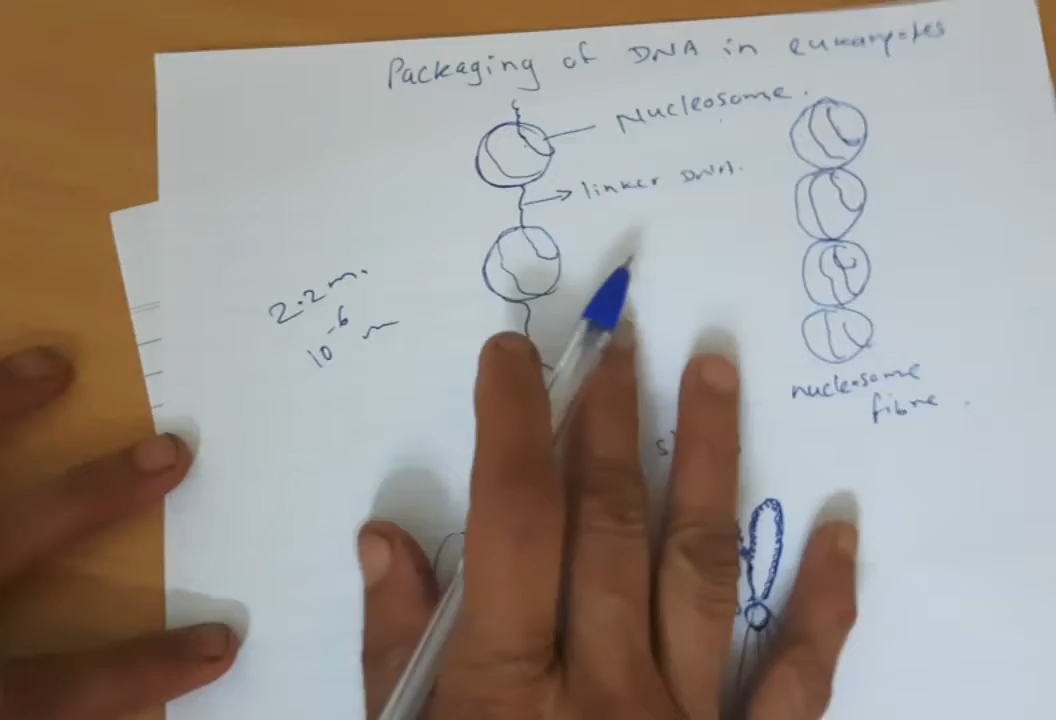 Packaging of DNA in eukaryotes
Nucleosome.
linker DNA.
2.2 m.
10⁻⁶ m
nucleosome
fibre.